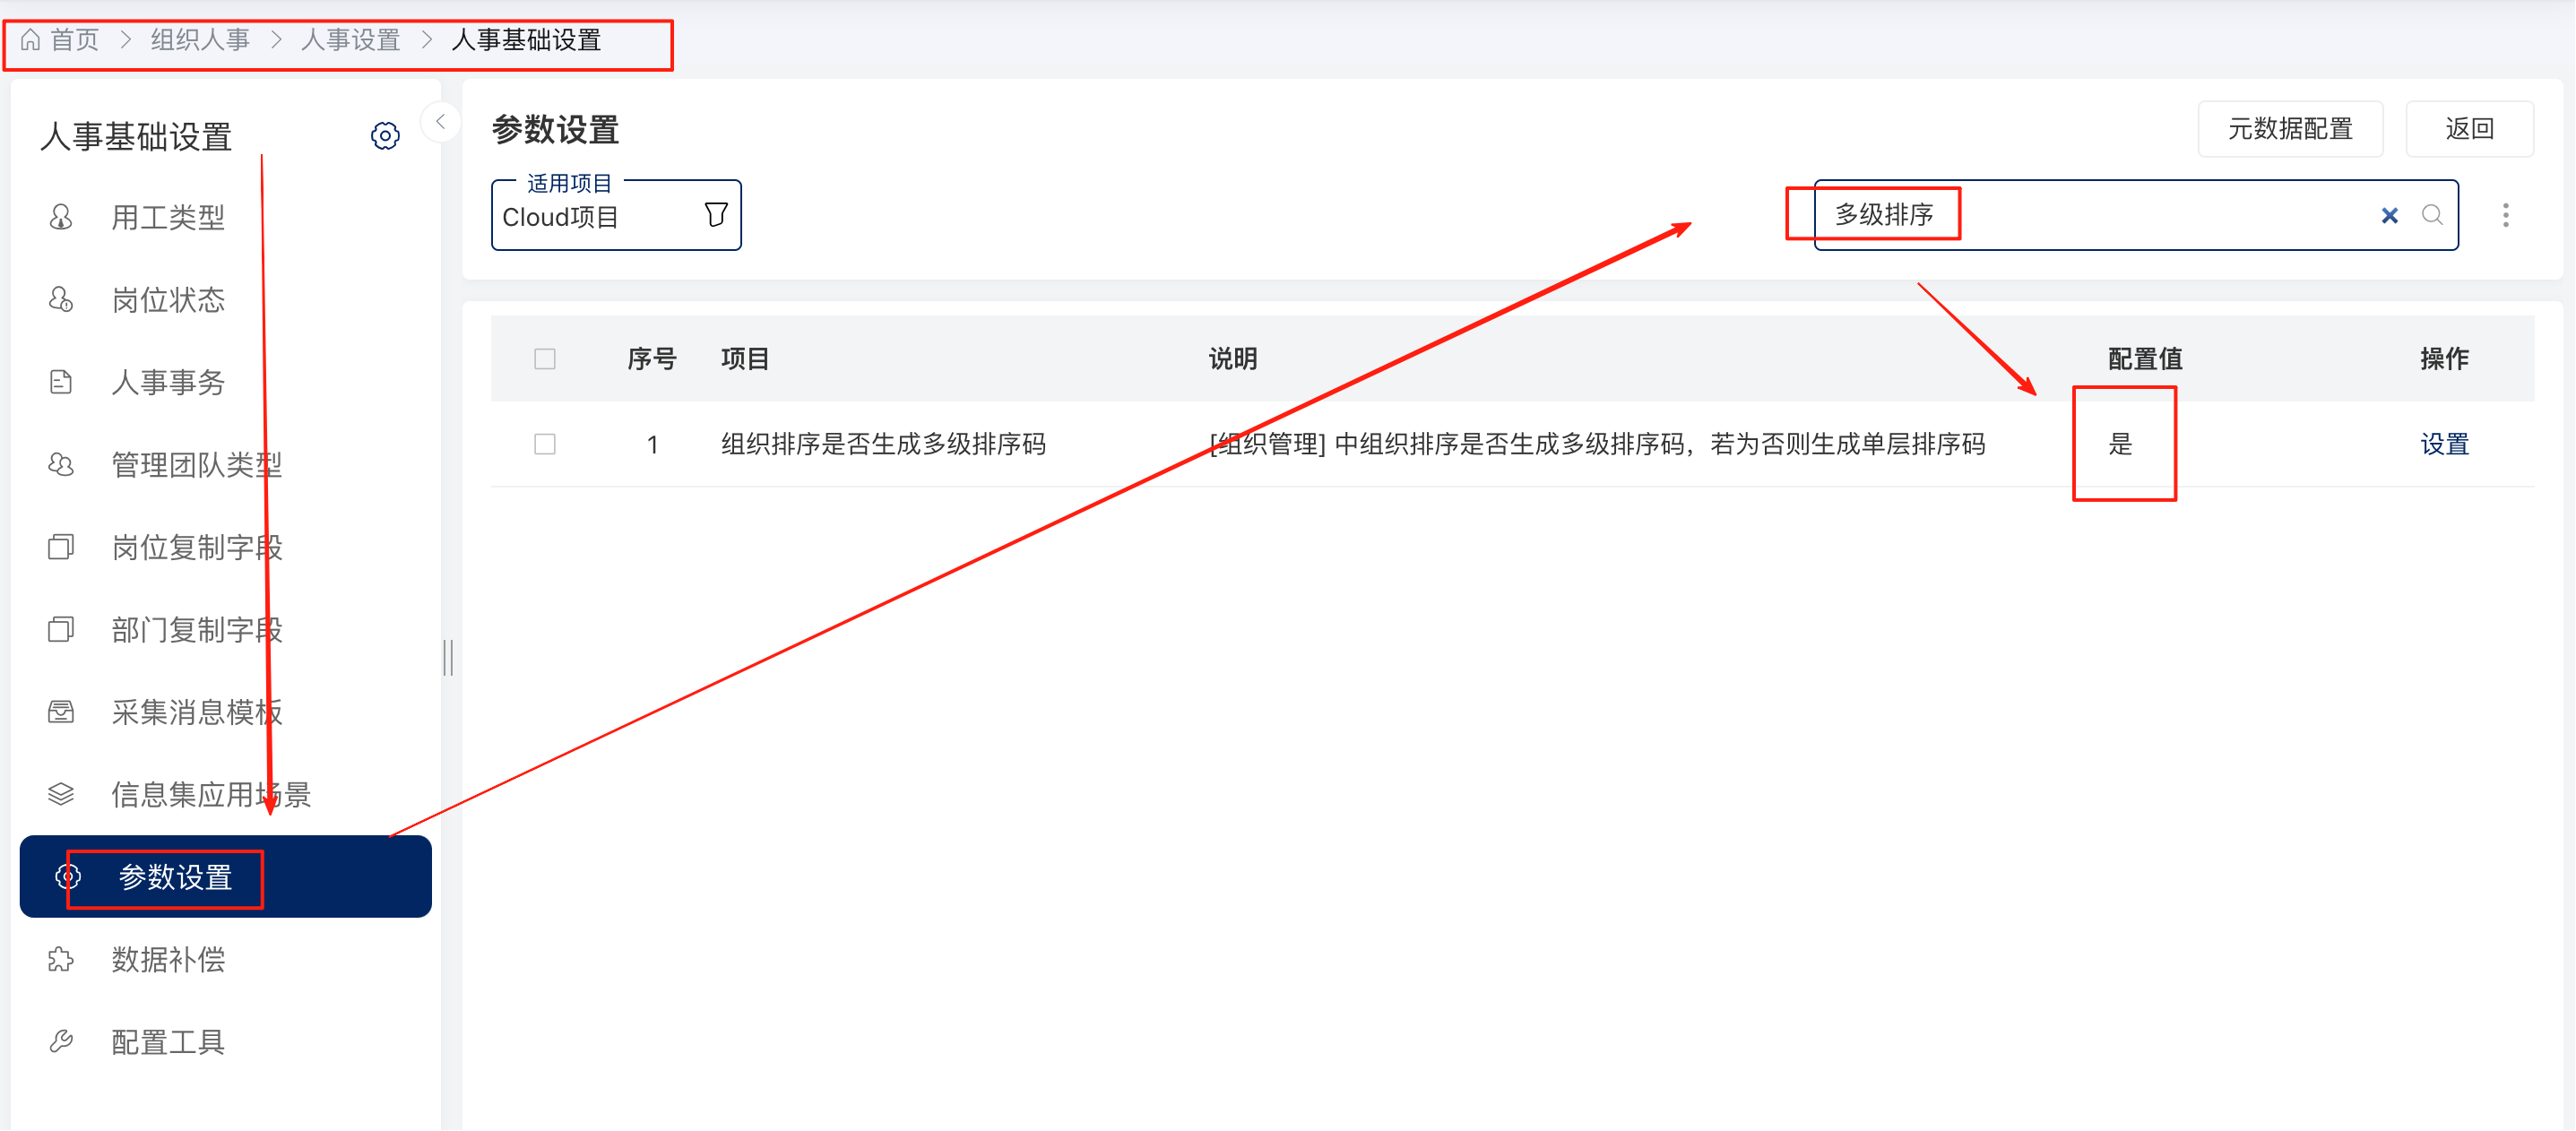 首页 > 组织人事 > 人事设置 > 人事基础设置
人事基础设置
用工类型
岗位状态
人事事务
管理团队类型
岗位复制字段
部门复制字段
采集消息模板
信息集应用场景
参数设置
数据补偿
配置工具
参数设置
元数据配置
返回
适用项目
Cloud项目
多级排序
序号 项目 说明 配置值 操作
1 组织排序是否生成多级排序码 [组织管理] 中组织排序是否生成多级排序码，若为否则生成单层排序码 是 设置